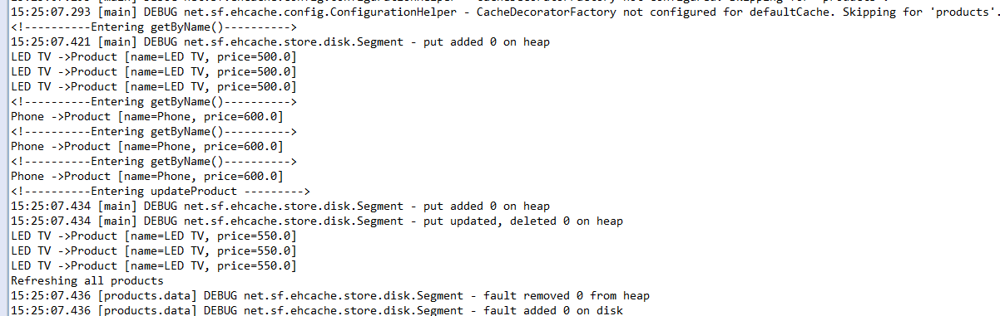 15:25:07.293 [main] DEBUG net.sf.ehcache.config.ConfigurationHelper - CacheDecoratorFactory not configured for defaultCache. Skipping for 'products'.
<!----------Entering getByName()---------->
15:25:07.421 [main] DEBUG net.sf.ehcache.store.disk.Segment - put added 0 on heap
LED TV ->Product [name=LED TV, price=500.0]
LED TV ->Product [name=LED TV, price=500.0]
LED TV ->Product [name=LED TV, price=500.0]
<!----------Entering getByName()---------->
Phone ->Product [name=Phone, price=600.0]
<!----------Entering getByName()---------->
Phone ->Product [name=Phone, price=600.0]
<!----------Entering getByName()---------->
Phone ->Product [name=Phone, price=600.0]
<!----------Entering updateProduct --------->
15:25:07.434 [main] DEBUG net.sf.ehcache.store.disk.Segment - put added 0 on heap
15:25:07.434 [main] DEBUG net.sf.ehcache.store.disk.Segment - put updated, deleted 0 on heap
LED TV ->Product [name=LED TV, price=550.0]
LED TV ->Product [name=LED TV, price=550.0]
LED TV ->Product [name=LED TV, price=550.0]
Refreshing all products
15:25:07.436 [products.data] DEBUG net.sf.ehcache.store.disk.Segment - fault removed 0 from heap
15:25:07.436 [products.data] DEBUG net.sf.ehcache.store.disk.Segment - fault added 0 on disk